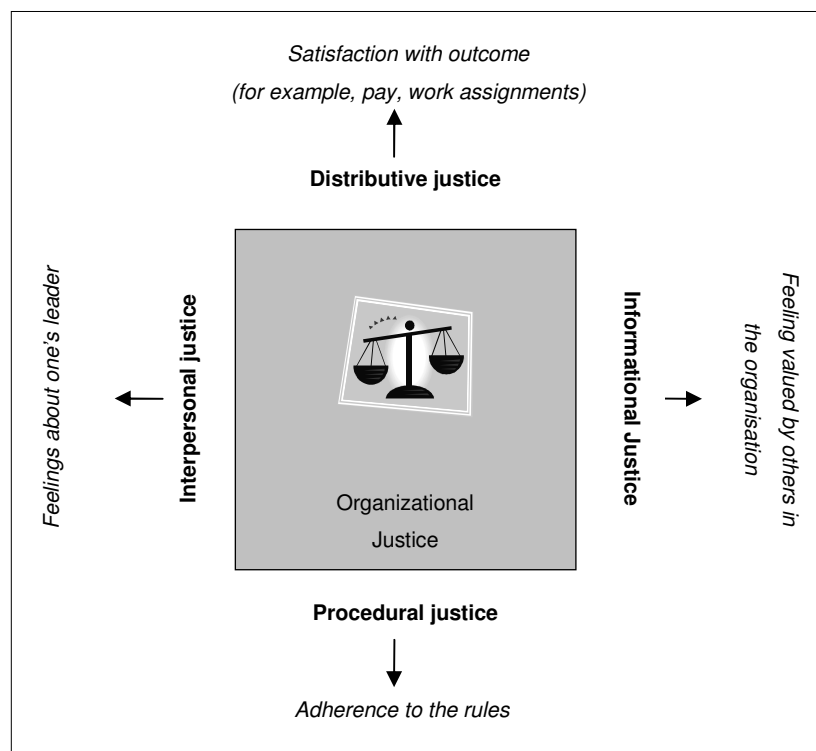 Satisfaction with outcome
(for example, pay, work assignments)
Distributive justice
Feelings about one's leader
Interpersonal justice
Organizational
Justice
Informational Justice
Feeling valued by others in
the organisation
Procedural justice
Adherence to the rules